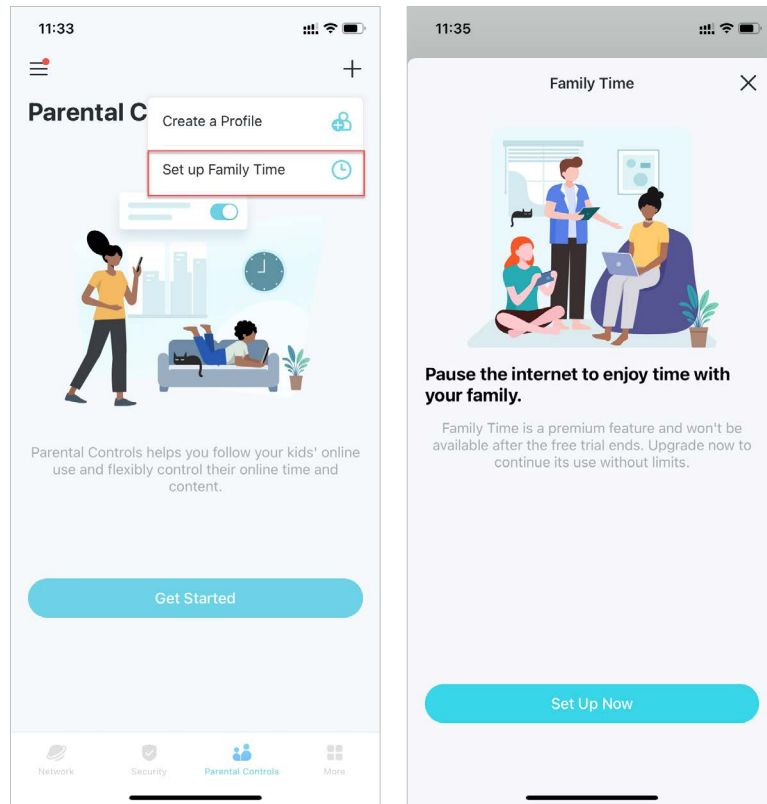 11:33
Parental C
Create a Profile
Set up Family Time
Parental Controls helps you follow your kids' online
use and flexibly control their online time and
content.
Get Started
Network
Security
Parental Controls
More
11:35
Family Time
Pause the internet to enjoy time with
your family.
Family Time is a premium feature and won't be
available after the free trial ends. Upgrade now to
continue its use without limits.
Set Up Now